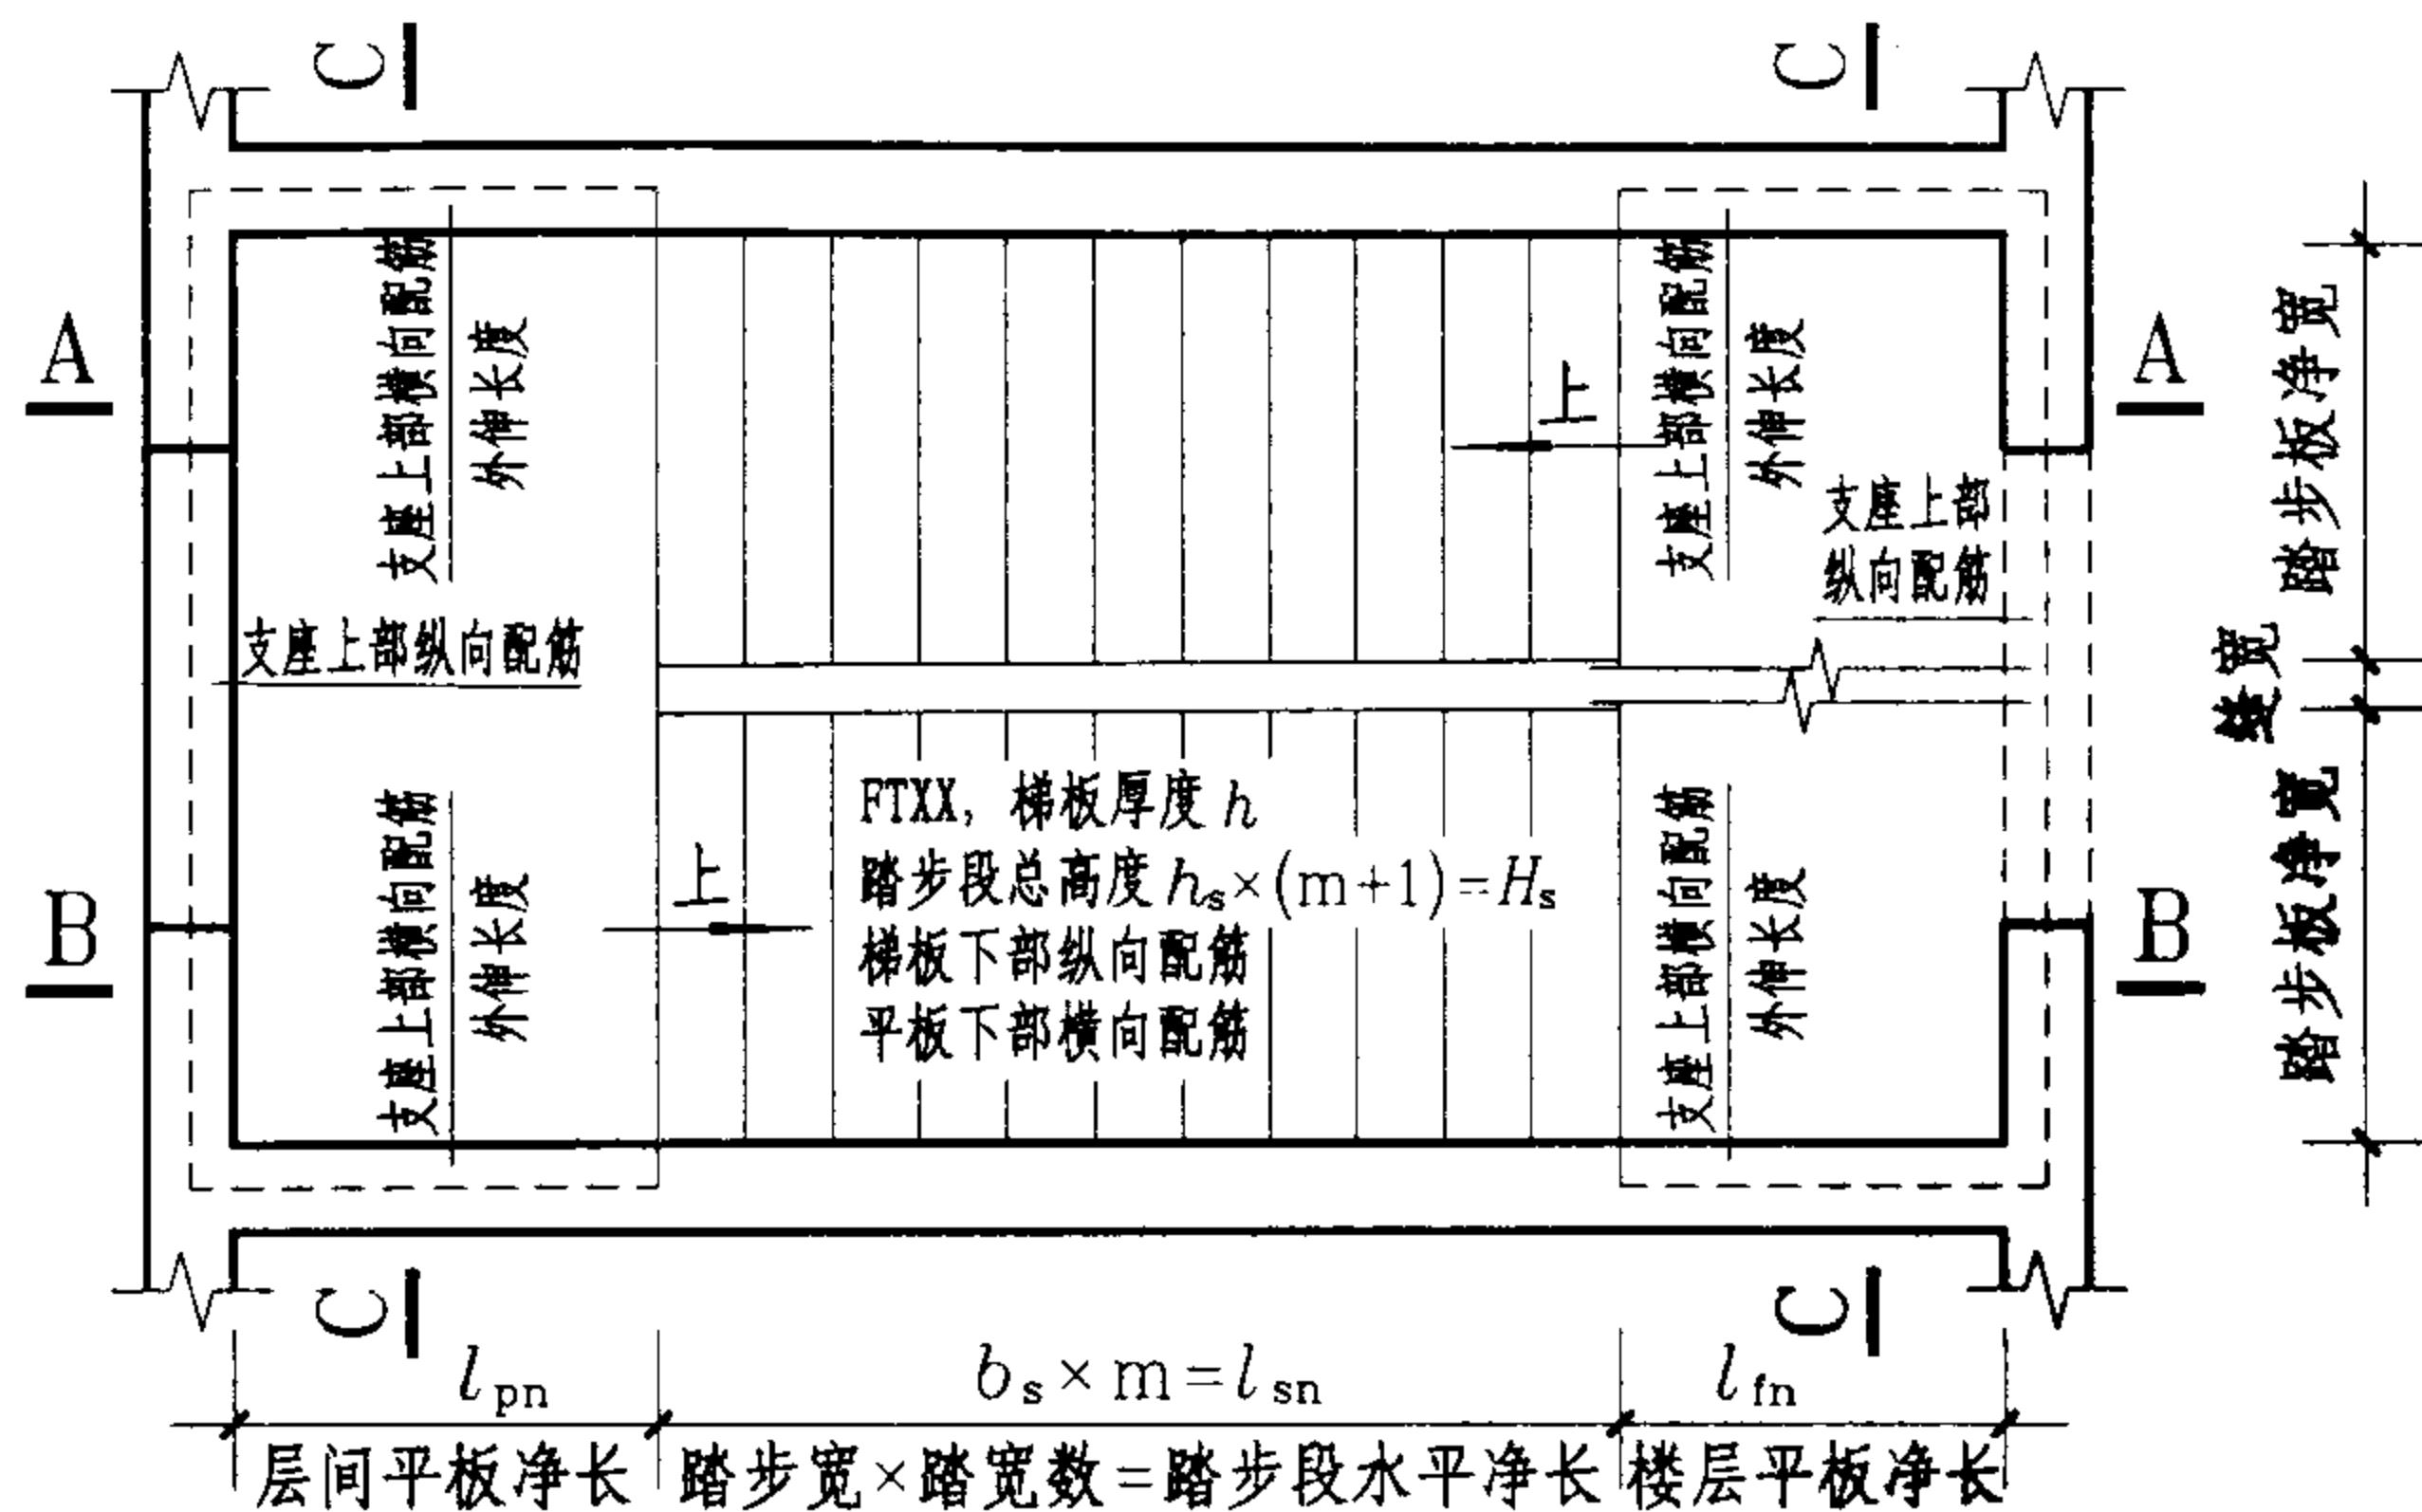 C
C
支座上部横向配筋
外伸长度
支座上部横向配筋
外伸长度
A
A
上
支座上部
纵向配筋
支座上部纵向配筋
踏步板净宽
缝宽
踏步板净宽
支座上部横向配筋
外伸长度
上
FTXX, 梯板厚度 h
踏步段总高度 hs×(m+1)=Hs
梯板下部纵向配筋
平板下部横向配筋
支座上部横向配筋
外伸长度
B
B
C
C
lpn
bs×m=lsn
lfn
层间平板净长
踏步宽×踏宽数=踏步段水平净长
楼层平板净长